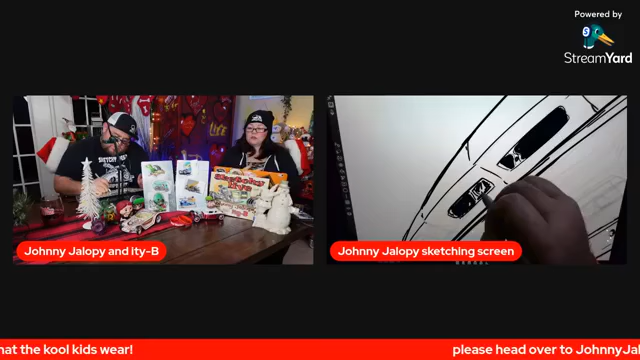 Powered by
StreamYard
Johnny Jalopy and ity-B
Johnny Jalopy sketching screen
hat the kool kids wear!
please head over to JohnnyJal